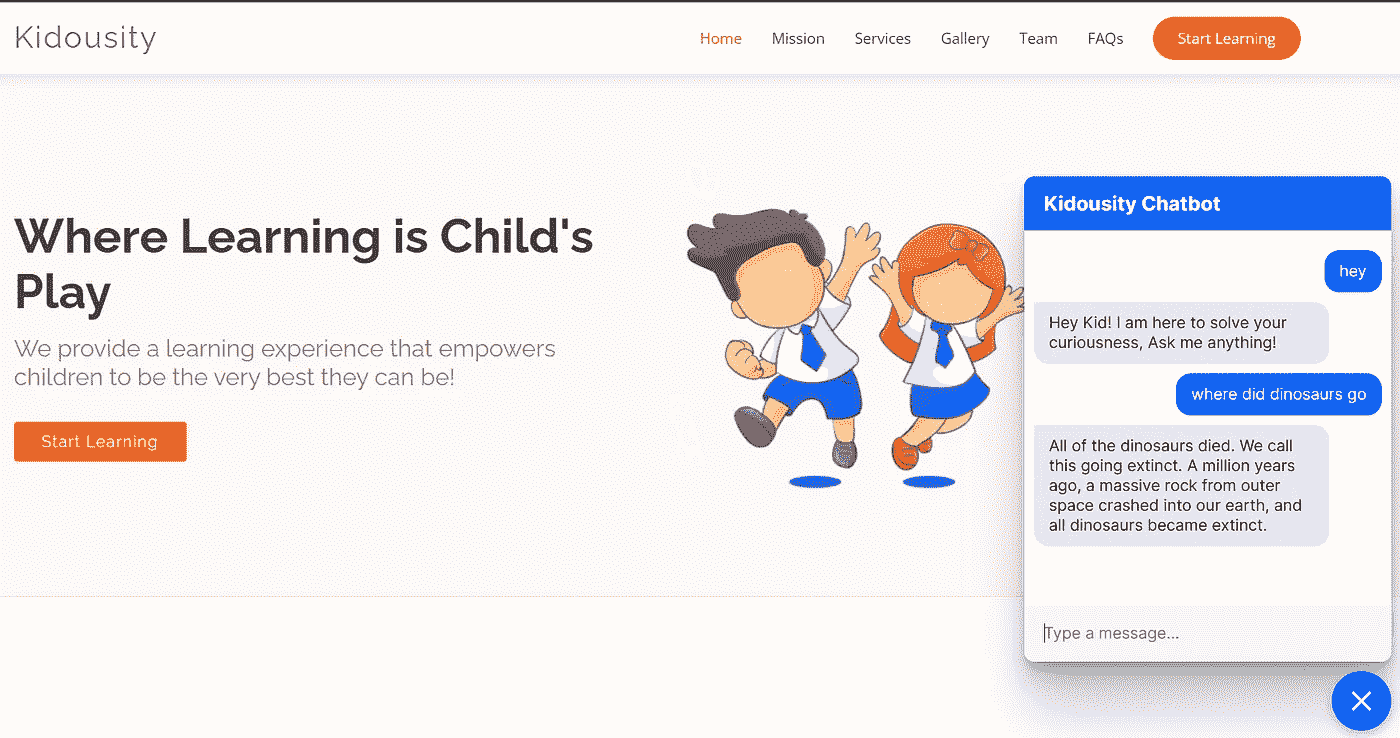 Kidousity
Home Mission Services Gallery Team FAQs Start Learning
Where Learning is Child's
Play
We provide a learning experience that empowers
children to be the very best they can be!
Start Learning
Kidousity Chatbot
hey
Hey Kid! I am here to solve your
curiousness, Ask me anything!
where did dinosaurs go
All of the dinosaurs died. We call
this going extinct. A million years
ago, a massive rock from outer
space crashed into our earth, and
all dinosaurs became extinct.
Type a message...